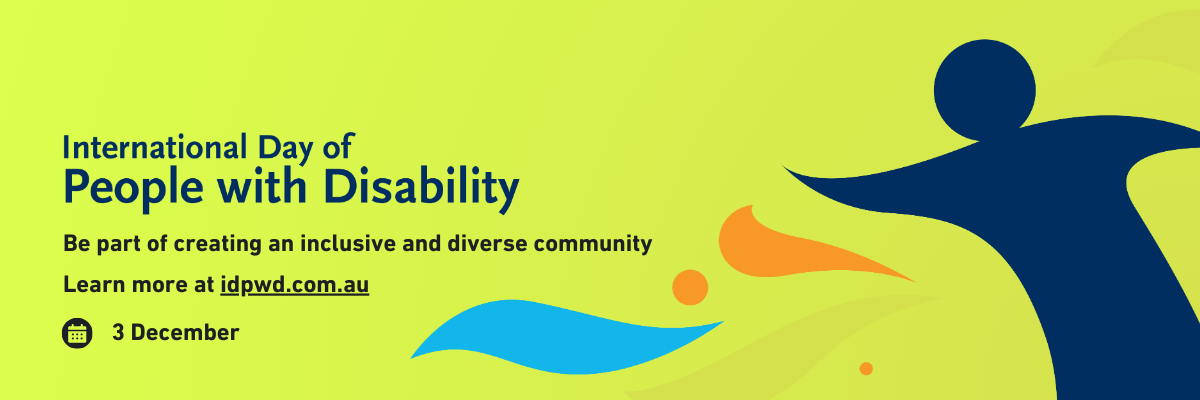 International Day of
People with Disability
Be part of creating an inclusive and diverse community
Learn more at idpwd.com.au
3 December